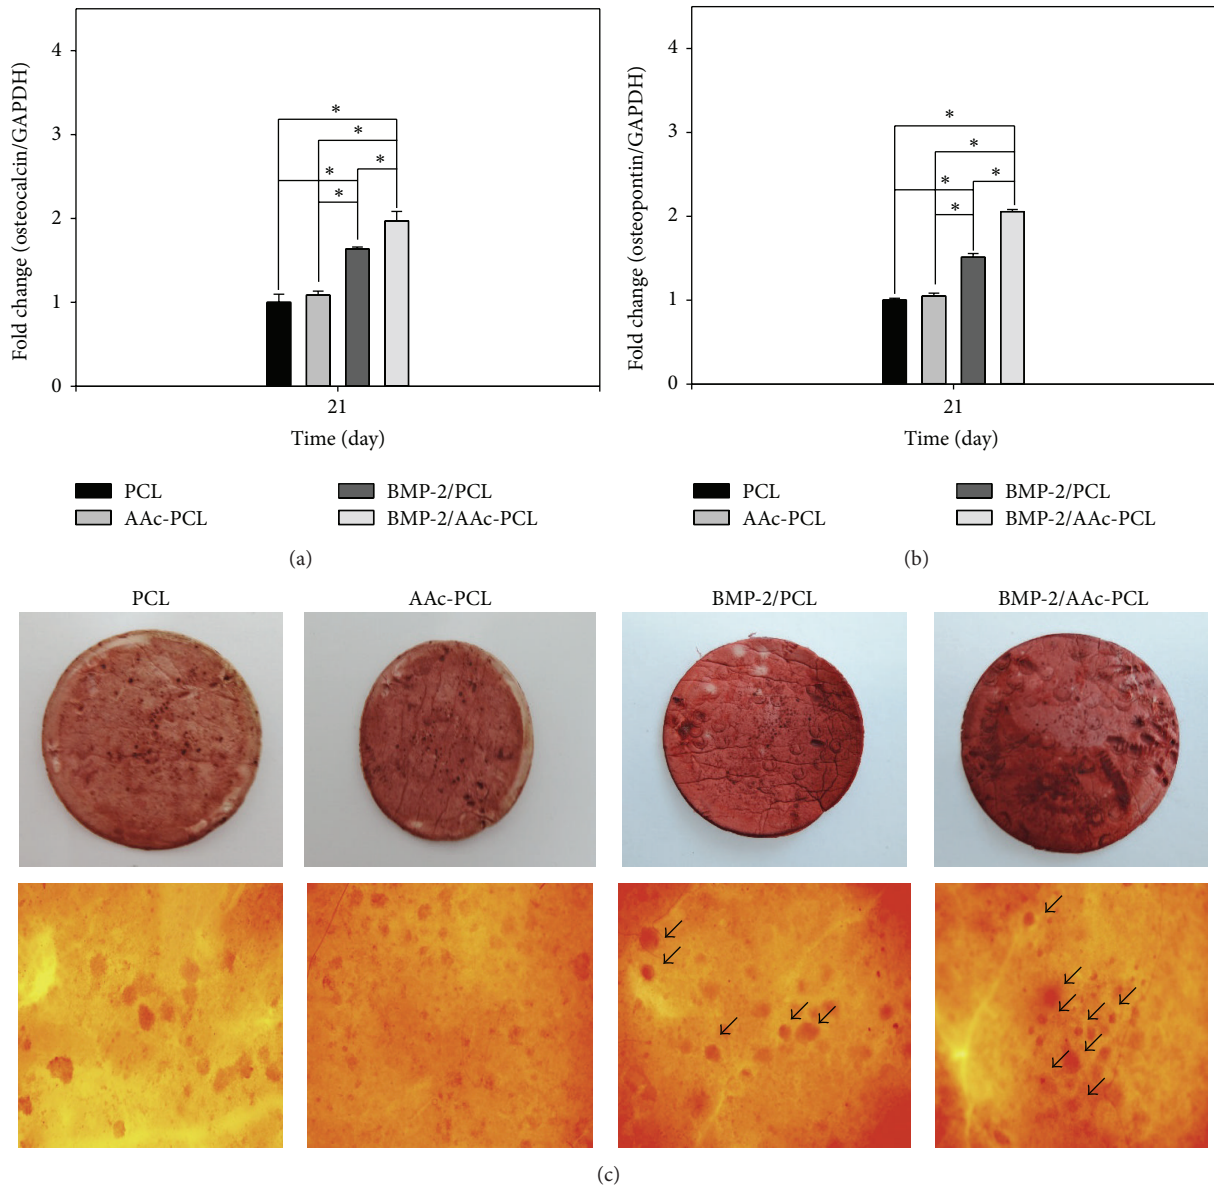 Fold change (osteocalcin/GAPDH)
4
3
2
1
0
*
*
*
*
*
21
Time (day)
PCL
AAc-PCL
BMP-2/PCL
BMP-2/AAc-PCL
(a)
Fold change (osteopontin/GAPDH)
4
3
2
1
0
*
*
*
*
*
21
Time (day)
PCL
AAc-PCL
BMP-2/PCL
BMP-2/AAc-PCL
(b)
PCL
AAc-PCL
BMP-2/PCL
BMP-2/AAc-PCL
(c)